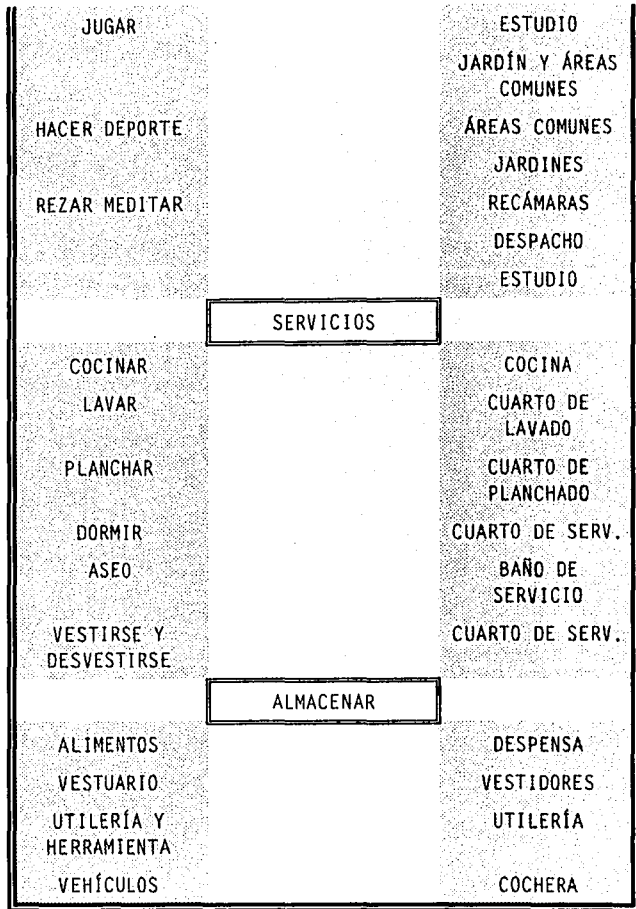 JUGAR ESTUDIO
JARDÍN Y ÁREAS
COMUNES
HACER DEPORTE ÁREAS COMUNES
JARDINES
REZAR MEDITAR RECÁMARAS
DESPACHO
ESTUDIO
SERVICIOS
COCINAR COCINA
LAVAR CUARTO DE
LAVADO
PLANCHAR CUARTO DE
PLANCHADO
DORMIR CUARTO DE SERV.
ASEO BAÑO DE
SERVICIO
VESTIRSE Y CUARTO DE SERV.
DESVESTIRSE
ALMACENAR
ALIMENTOS DESPENSA
VESTUARIO VESTIDORES
UTILERÍA Y UTILERÍA
HERRAMIENTA
VEHÍCULOS COCHERA